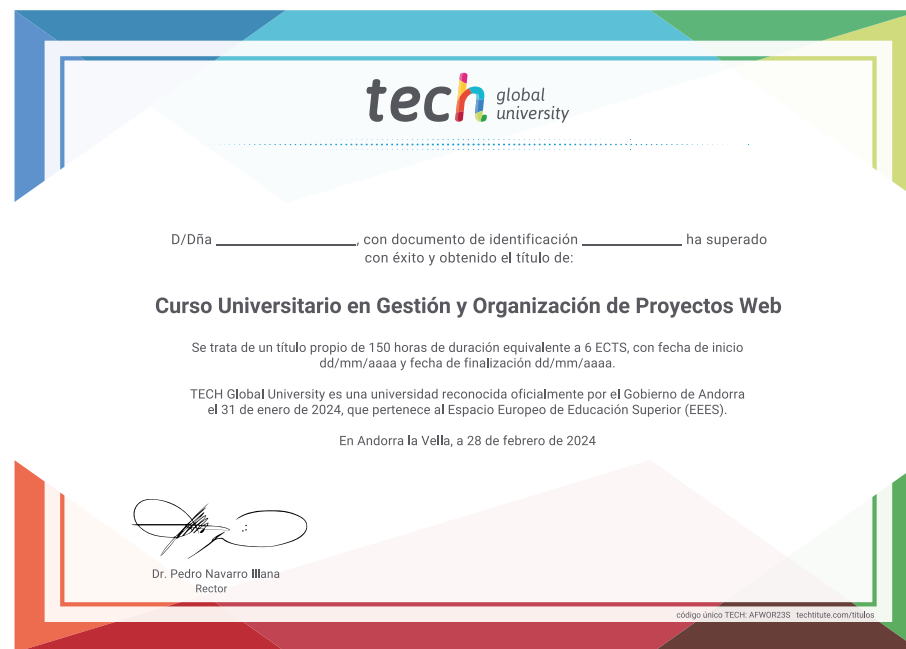 tech global university
D/Dña ____________________, con documento de identificación ______________ ha superado
con éxito y obtenido el título de:
Curso Universitario en Gestión y Organización de Proyectos Web
Se trata de un título propio de 150 horas de duración equivalente a 6 ECTS, con fecha de inicio
dd/mm/aaaa y fecha de finalización dd/mm/aaaa.
TECH Global University es una universidad reconocida oficialmente por el Gobierno de Andorra
el 31 de enero de 2024, que pertenece al Espacio Europeo de Educación Superior (EEES).
En Andorra la Vella, a 28 de febrero de 2024
Dr. Pedro Navarro Illana
Rector
código único TECH: AFWOR23S techtitute.com/titulos